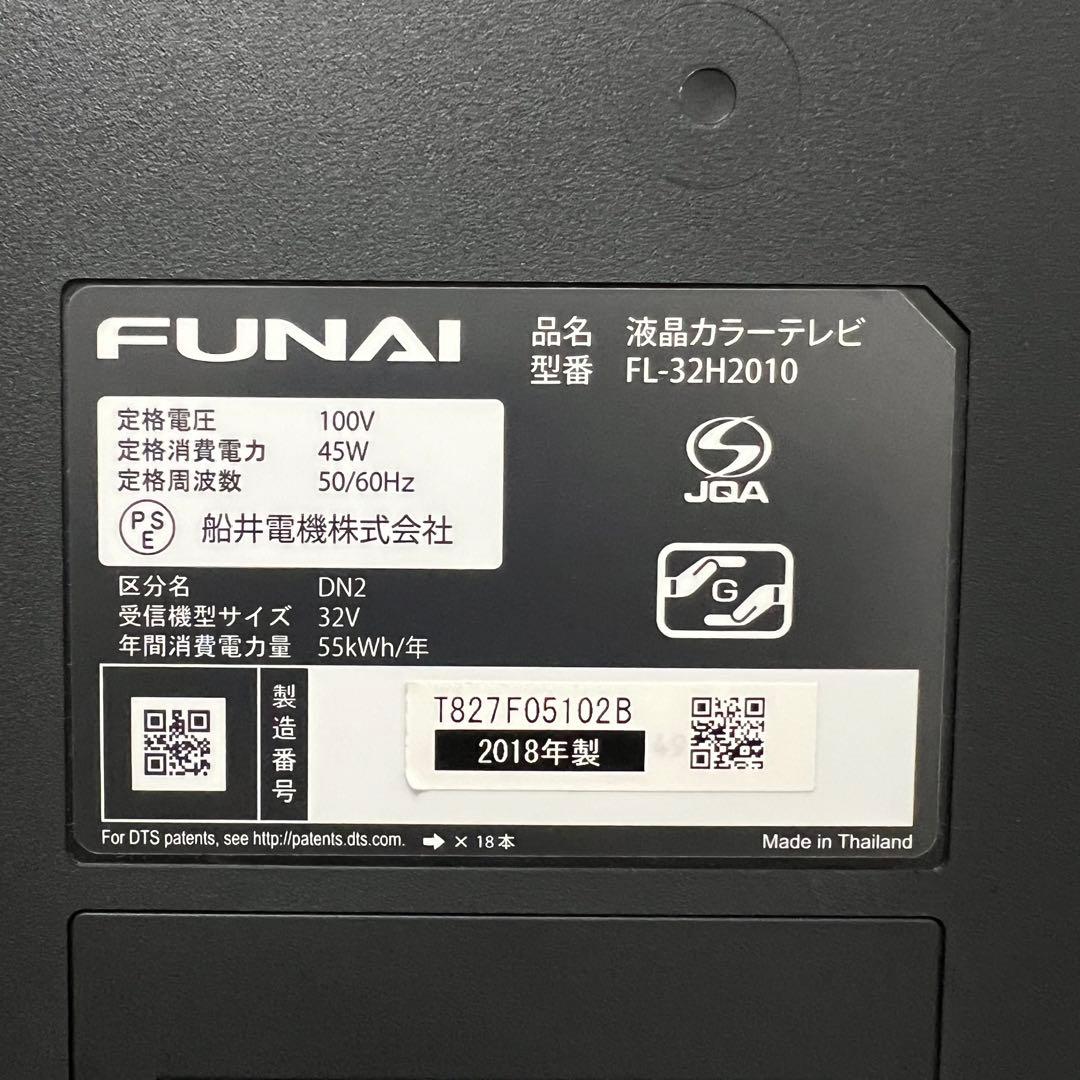 FUNAI
品名 液晶カラーテレビ
型番 FL-32H2010
定格電圧 100V
定格消費電力 45W
定格周波数 50/60Hz
PSE 船井電機株式会社
JQA
G
区分名 DN2
受信機型サイズ 32V
年間消費電力量 55kWh/年
製造番号
T827F05102B
2018年製
For DTS patents, see http://patents.dts.com. ➡ × 18本
Made in Thailand